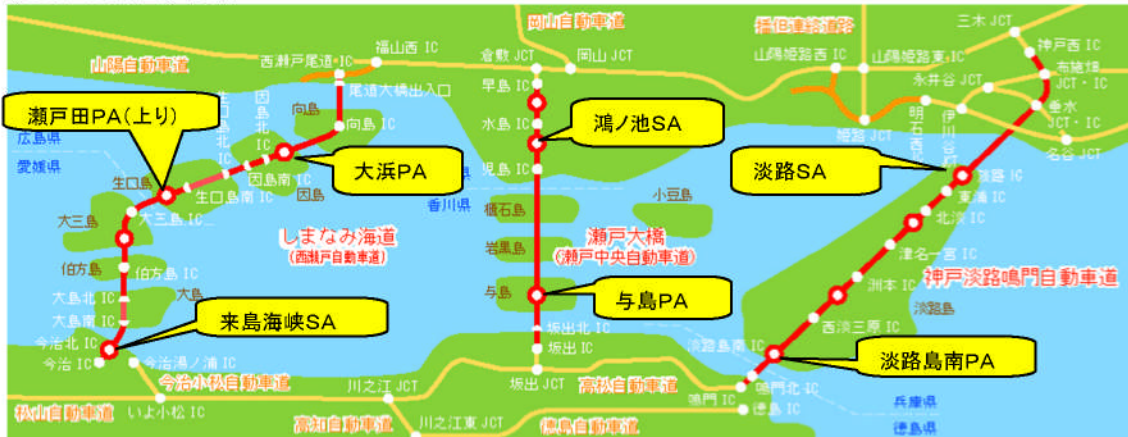 岡山自動車道
播但連絡道路
三木 JCT
福山西 IC
倉敷 JCT
岡山 JCT
山陽姫路西 IC
山陽姫路東 IC
神戸西 IC
山陽自動車道
西瀬戸尾道 IC
早島 IC
永井谷 JCT
布施畑
JCT・IC
尾道大橋出入口
瀬戸田PA(上り)
生口島北 IC
因島北 IC
向島
向島 IC
水島 IC
鴻ノ池SA
姫路 JCT
明石西 IC
伊川谷 JCT
垂水
JCT・IC
名谷 JCT
広島県
愛媛県
大浜PA
児島 IC
淡路SA
淡路 IC
生口島
因島南 IC
因島
生口島南 IC
香川県
櫃石島
小豆島
東浦 IC
大三島
大三島 IC
北淡 IC
しまなみ海道
(西瀬戸自動車道)
岩黒島
瀬戸大橋
(瀬戸中央自動車道)
津名一宮 IC
伯方島
伯方島 IC
神戸淡路鳴門自動車道
洲本 IC
大島北 IC
大島
与島
与島PA
淡路島
大島南 IC
来島海峡SA
坂出北 IC
西淡三原 IC
今治北 IC
坂出 IC
淡路島南 IC
淡路島南PA
今治 IC
今治湯ノ浦 IC
今治小松自動車道
川之江 JCT
坂出 JCT
高松自動車道
鳴門北 IC
鳴門 IC
徳島 IC
兵庫県
松山自動車道
いよ小松 IC
高知自動車道
川之江東 JCT
徳島自動車道
徳島県